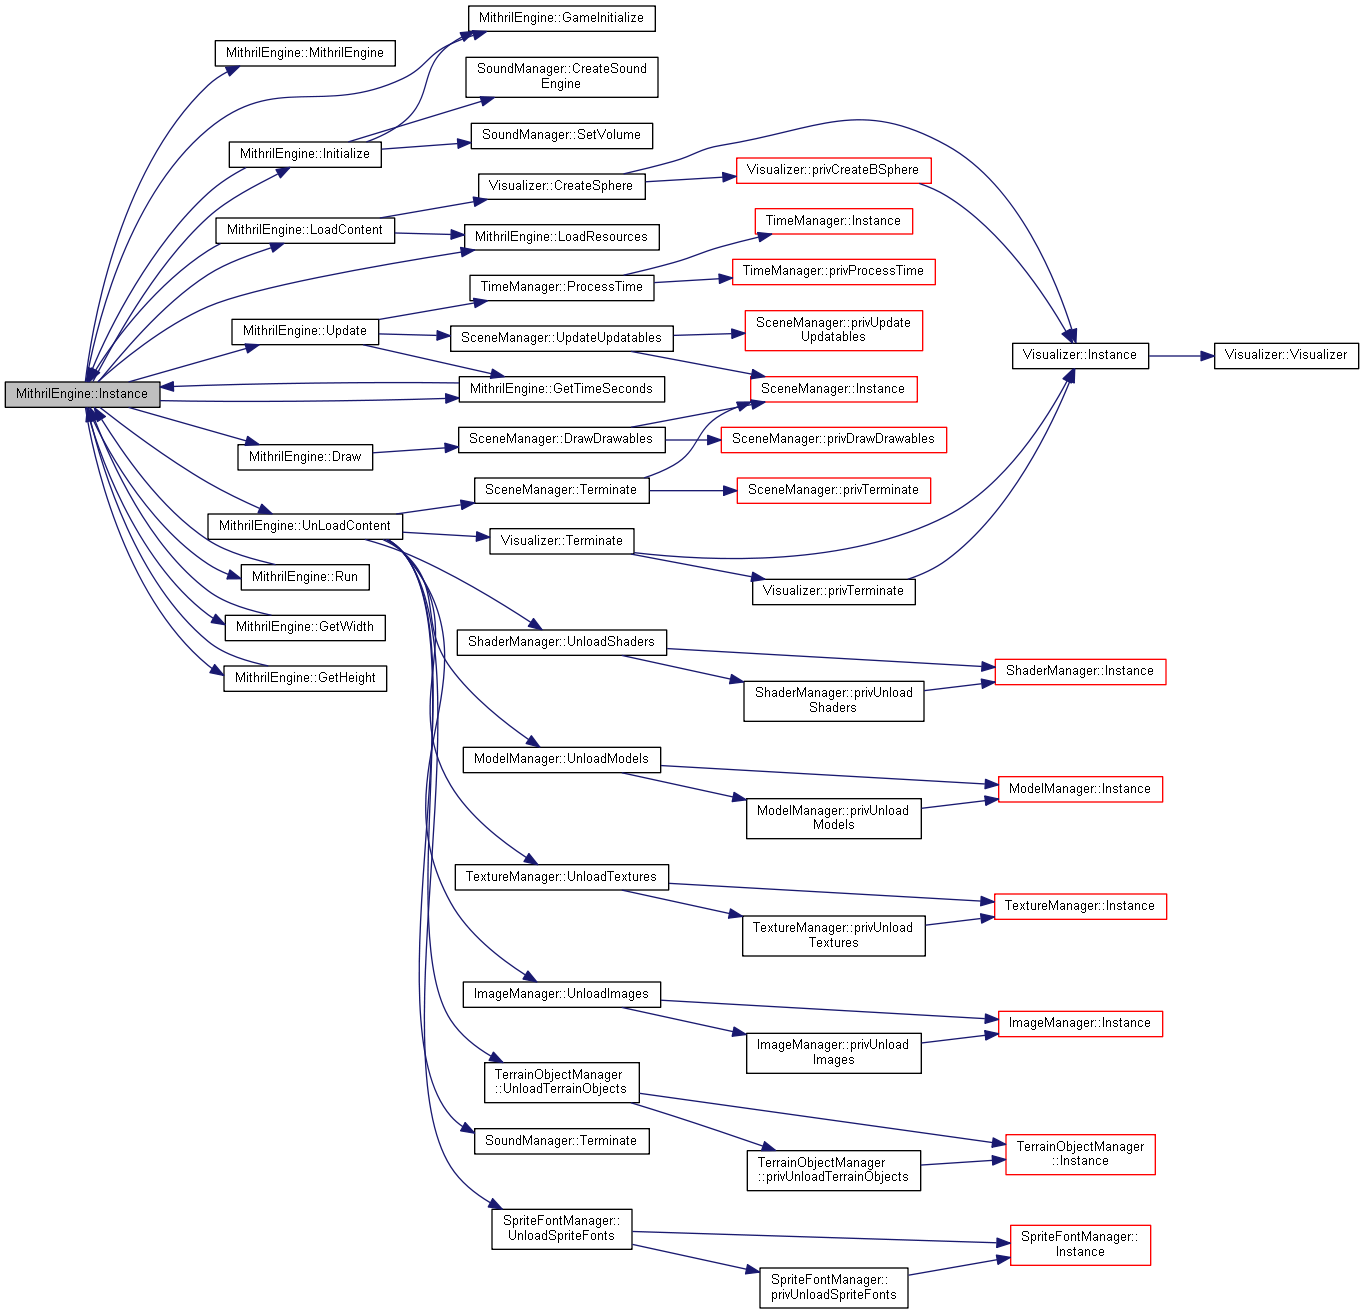 MithrilEngine::GameInitialize
MithrilEngine::MithrilEngine
SoundManager::CreateSound
Engine
SoundManager::SetVolume
MithrilEngine::Initialize
Visualizer::privCreateBSphere
Visualizer::CreateSphere
TimeManager::Instance
MithrilEngine::LoadContent
MithrilEngine::LoadResources
TimeManager::privProcessTime
TimeManager::ProcessTime
SceneManager::privUpdate
Updatables
MithrilEngine::Update
SceneManager::UpdateUpdatables
Visualizer::Instance
Visualizer::Visualizer
MithrilEngine::Instance
MithrilEngine::GetTimeSeconds
SceneManager::Instance
MithrilEngine::Draw
SceneManager::DrawDrawables
SceneManager::privDrawDrawables
SceneManager::Terminate
SceneManager::privTerminate
MithrilEngine::UnLoadContent
Visualizer::Terminate
MithrilEngine::Run
Visualizer::privTerminate
MithrilEngine::GetWidth
ShaderManager::UnloadShaders
MithrilEngine::GetHeight
ShaderManager::Instance
ShaderManager::privUnload
Shaders
ModelManager::UnloadModels
ModelManager::Instance
ModelManager::privUnload
Models
TextureManager::UnloadTextures
TextureManager::Instance
TextureManager::privUnload
Textures
ImageManager::UnloadImages
ImageManager::Instance
ImageManager::privUnload
Images
TerrainObjectManager
::UnloadTerrainObjects
SoundManager::Terminate
TerrainObjectManager
::Instance
TerrainObjectManager
::privUnloadTerrainObjects
SpriteFontManager::
UnloadSpriteFonts
SpriteFontManager::
Instance
SpriteFontManager::
privUnloadSpriteFonts